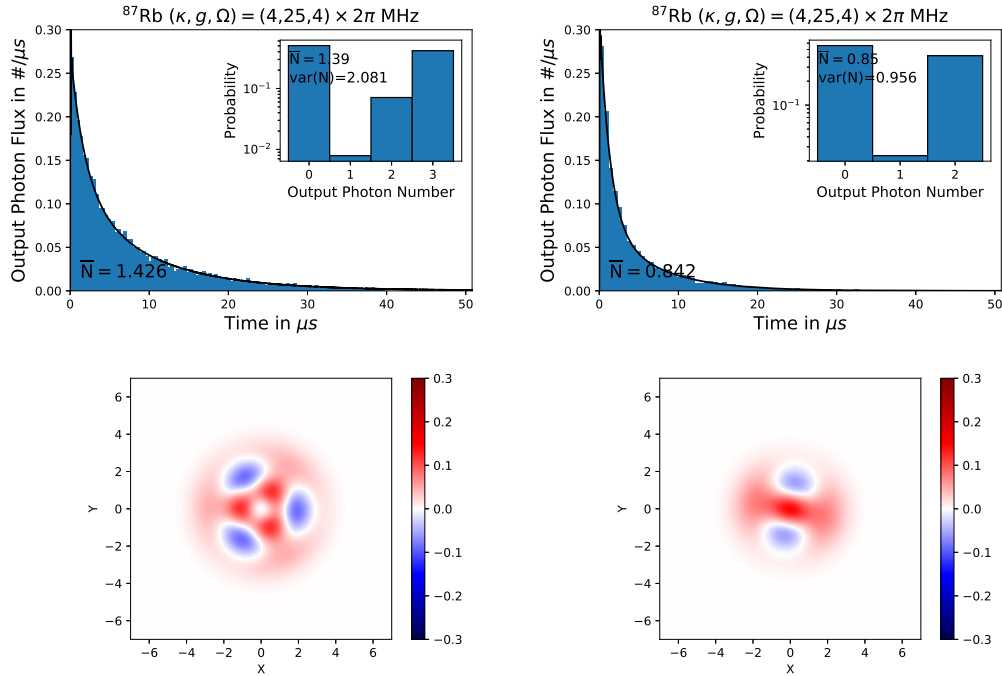 ⁸⁷Rb (κ, g, Ω) = (4,25,4) × 2π MHz
Output Photon Flux in #/μs
0.30
0.25
0.20
0.15
0.10
0.05
0.00
0 10 20 30 40 50
Time in μs
N̅ = 1.426
Probability
10⁻¹
10⁻²
N̅ = 1.39
var(N)=2.081
0 1 2 3
Output Photon Number
⁸⁷Rb (κ, g, Ω) = (4,25,4) × 2π MHz
Output Photon Flux in #/μs
0.30
0.25
0.20
0.15
0.10
0.05
0.00
0 10 20 30 40 50
Time in μs
N̅ = 0.842
Probability
10⁻¹
N̅ = 0.85
var(N)=0.956
0 1 2
Output Photon Number
Y
6
4
2
0
−2
−4
−6
−6 −4 −2 0 2 4 6
X
0.3
0.2
0.1
0.0
−0.1
−0.2
−0.3
Y
6
4
2
0
−2
−4
−6
−6 −4 −2 0 2 4 6
X
0.3
0.2
0.1
0.0
−0.1
−0.2
−0.3